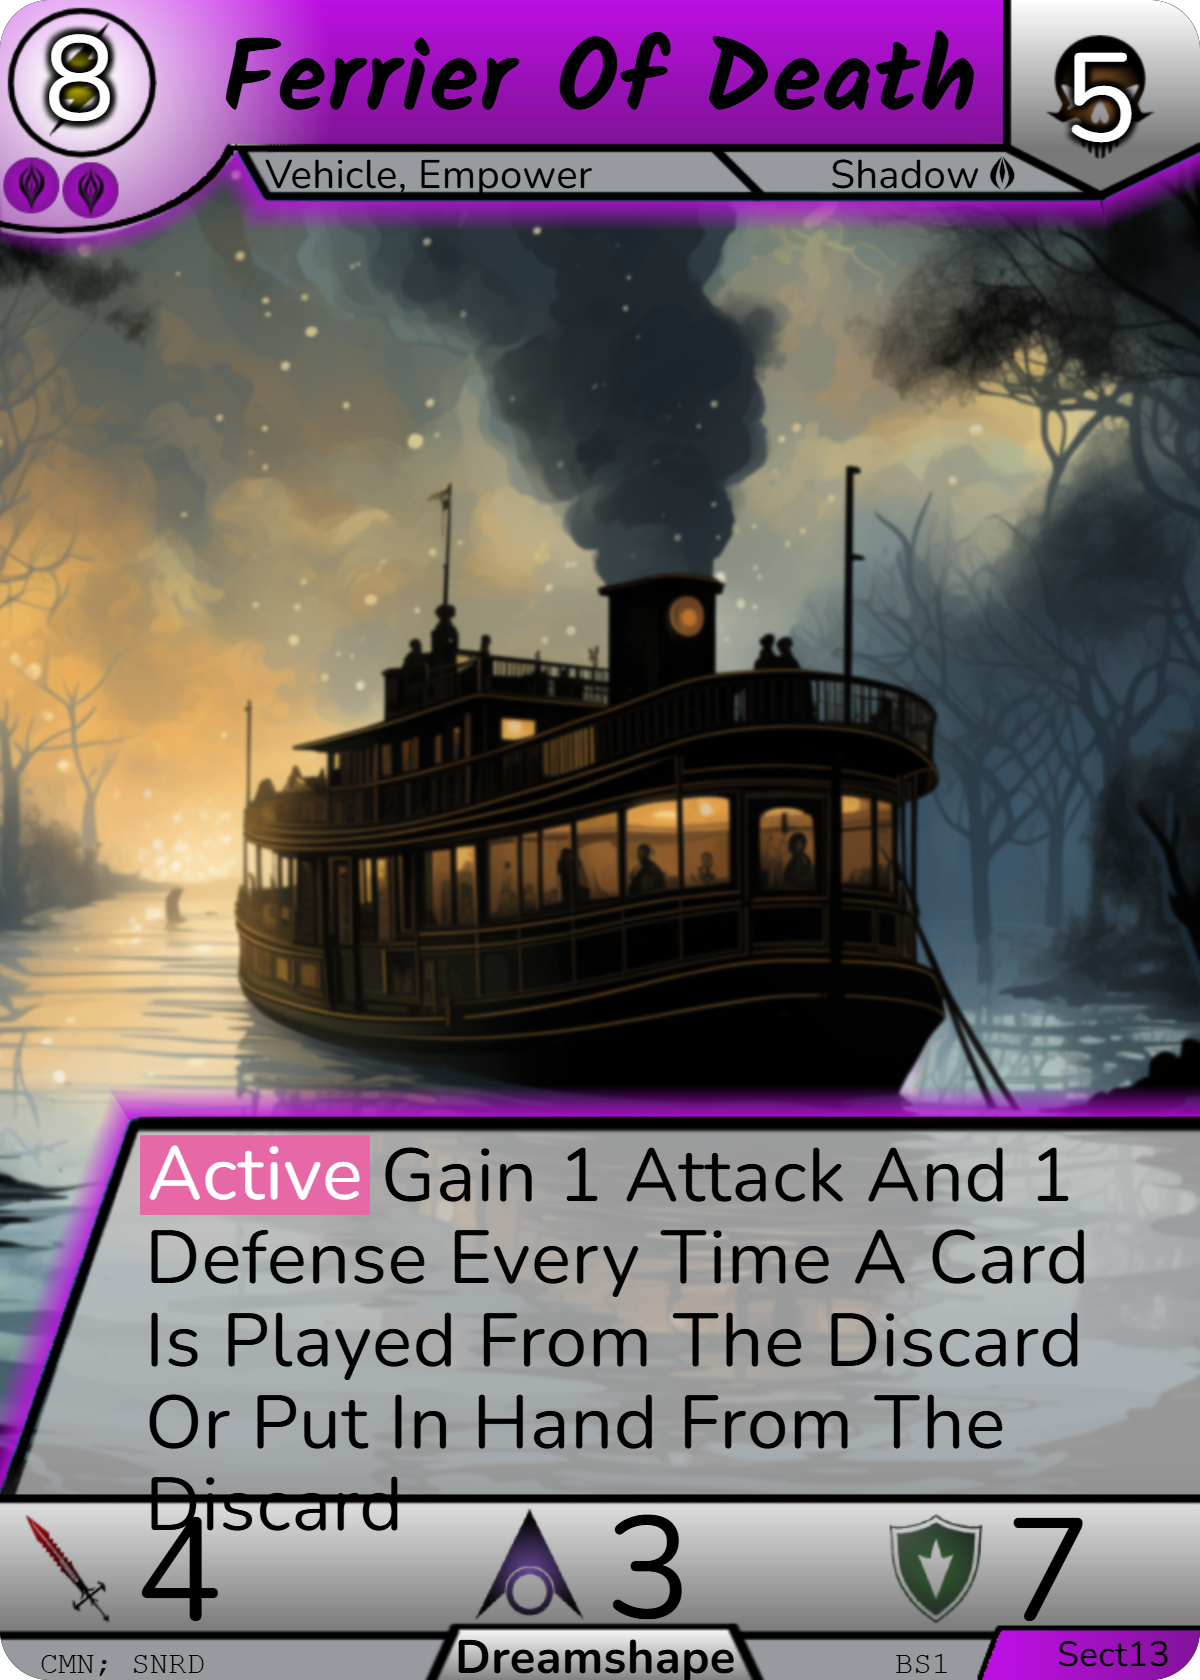 8
Ferrier Of Death
5
Vehicle, Empower
Shadow
Active Gain 1 Attack And 1
Defense Every Time A Card
Is Played From The Discard
Or Put In Hand From The
Discard
4
3
7
CMN; SNRD
Dreamshape
BS1
Sect13